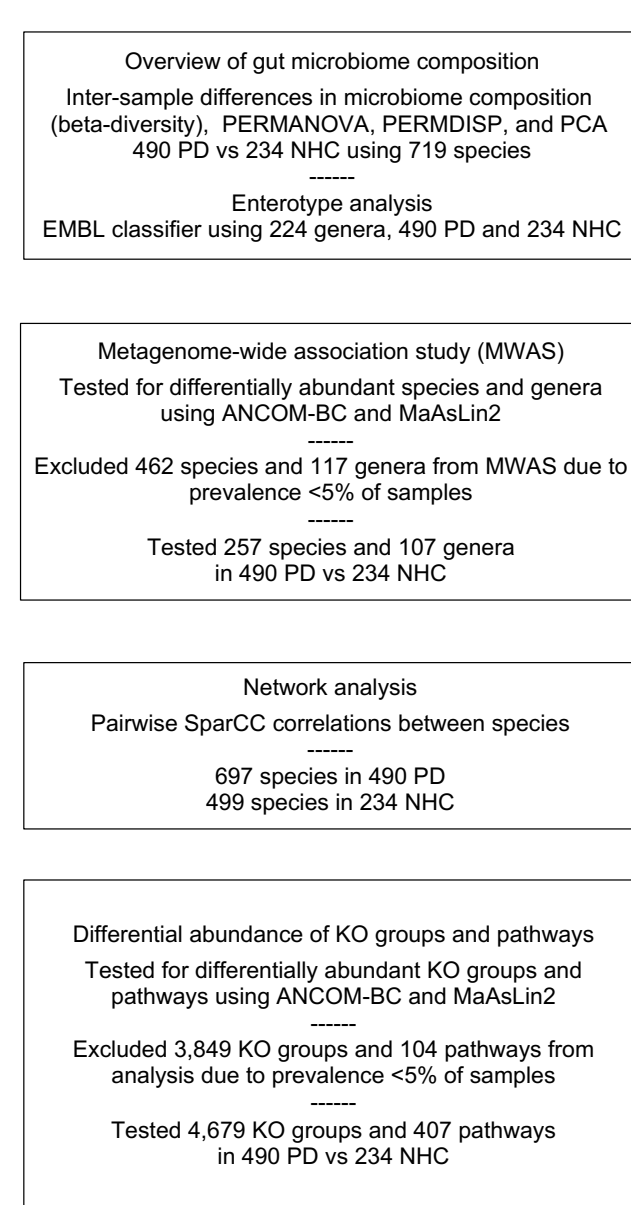 Overview of gut microbiome composition
Inter-sample differences in microbiome composition
(beta-diversity),  PERMANOVA, PERMDISP, and PCA
490 PD vs 234 NHC using 719 species
------
Enterotype analysis
EMBL classifier using 224 genera, 490 PD and 234 NHC
Metagenome-wide association study (MWAS)
Tested for differentially abundant species and genera
using ANCOM-BC and MaAsLin2
------
Excluded 462 species and 117 genera from MWAS due to
prevalence <5% of samples
------
Tested 257 species and 107 genera
in 490 PD vs 234 NHC
Network analysis
Pairwise SparCC correlations between species
------
697 species in 490 PD
499 species in 234 NHC
Differential abundance of KO groups and pathways
Tested for differentially abundant KO groups and
pathways using ANCOM-BC and MaAsLin2
------
Excluded 3,849 KO groups and 104 pathways from
analysis due to prevalence <5% of samples
------
Tested 4,679 KO groups and 407 pathways
in 490 PD vs 234 NHC